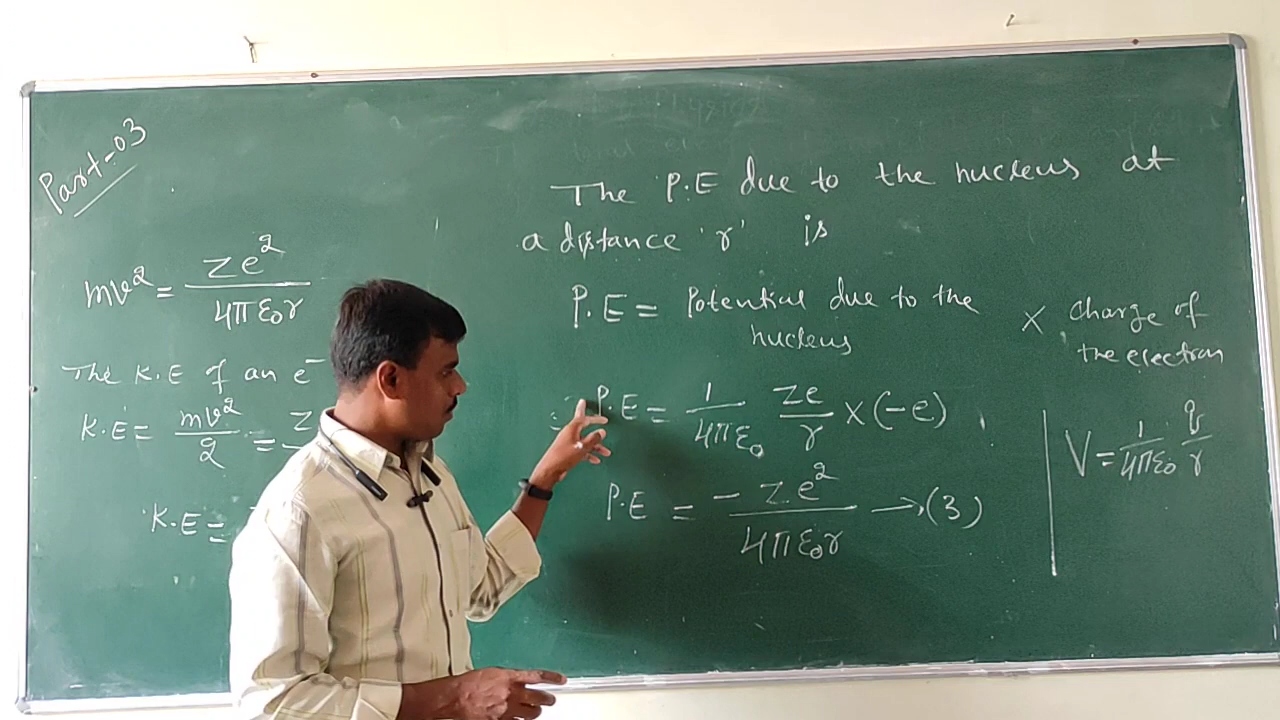 Part-03
mv² = ze² / 4πε₀r
The K.E of an e⁻
K.E = mv² / 2 = z
K.E =
The P.E due to the nucleus at
a distance 'r' is
P.E = Potential due to the nucleus × charge of the electron
P.E = 1/4πε₀ ze/r × (-e)
V = 1/4πε₀ q/r
P.E = - ze² / 4πε₀r → (3)